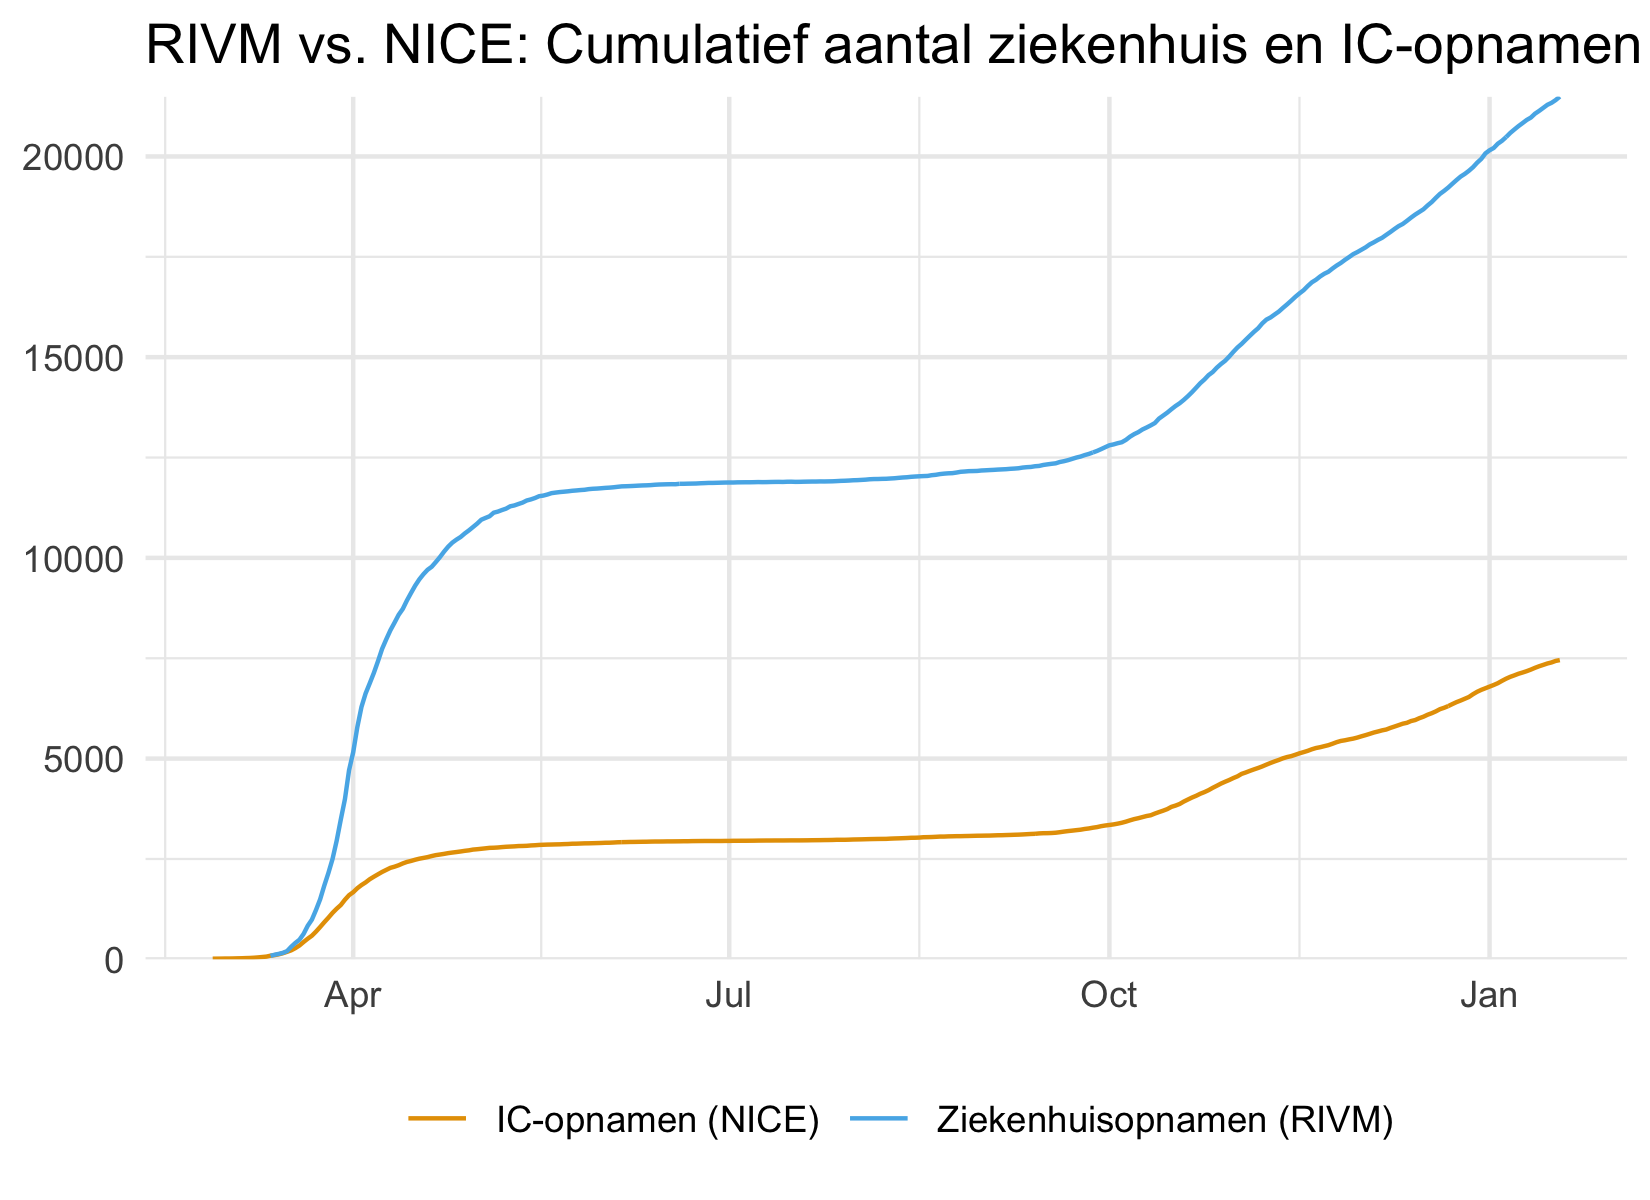 RIVM vs. NICE: Cumulatief aantal ziekenhuis en IC-opnamen
20000
15000
10000
5000
0
Apr Jul Oct Jan
IC-opnamen (NICE) Ziekenhuisopnamen (RIVM)